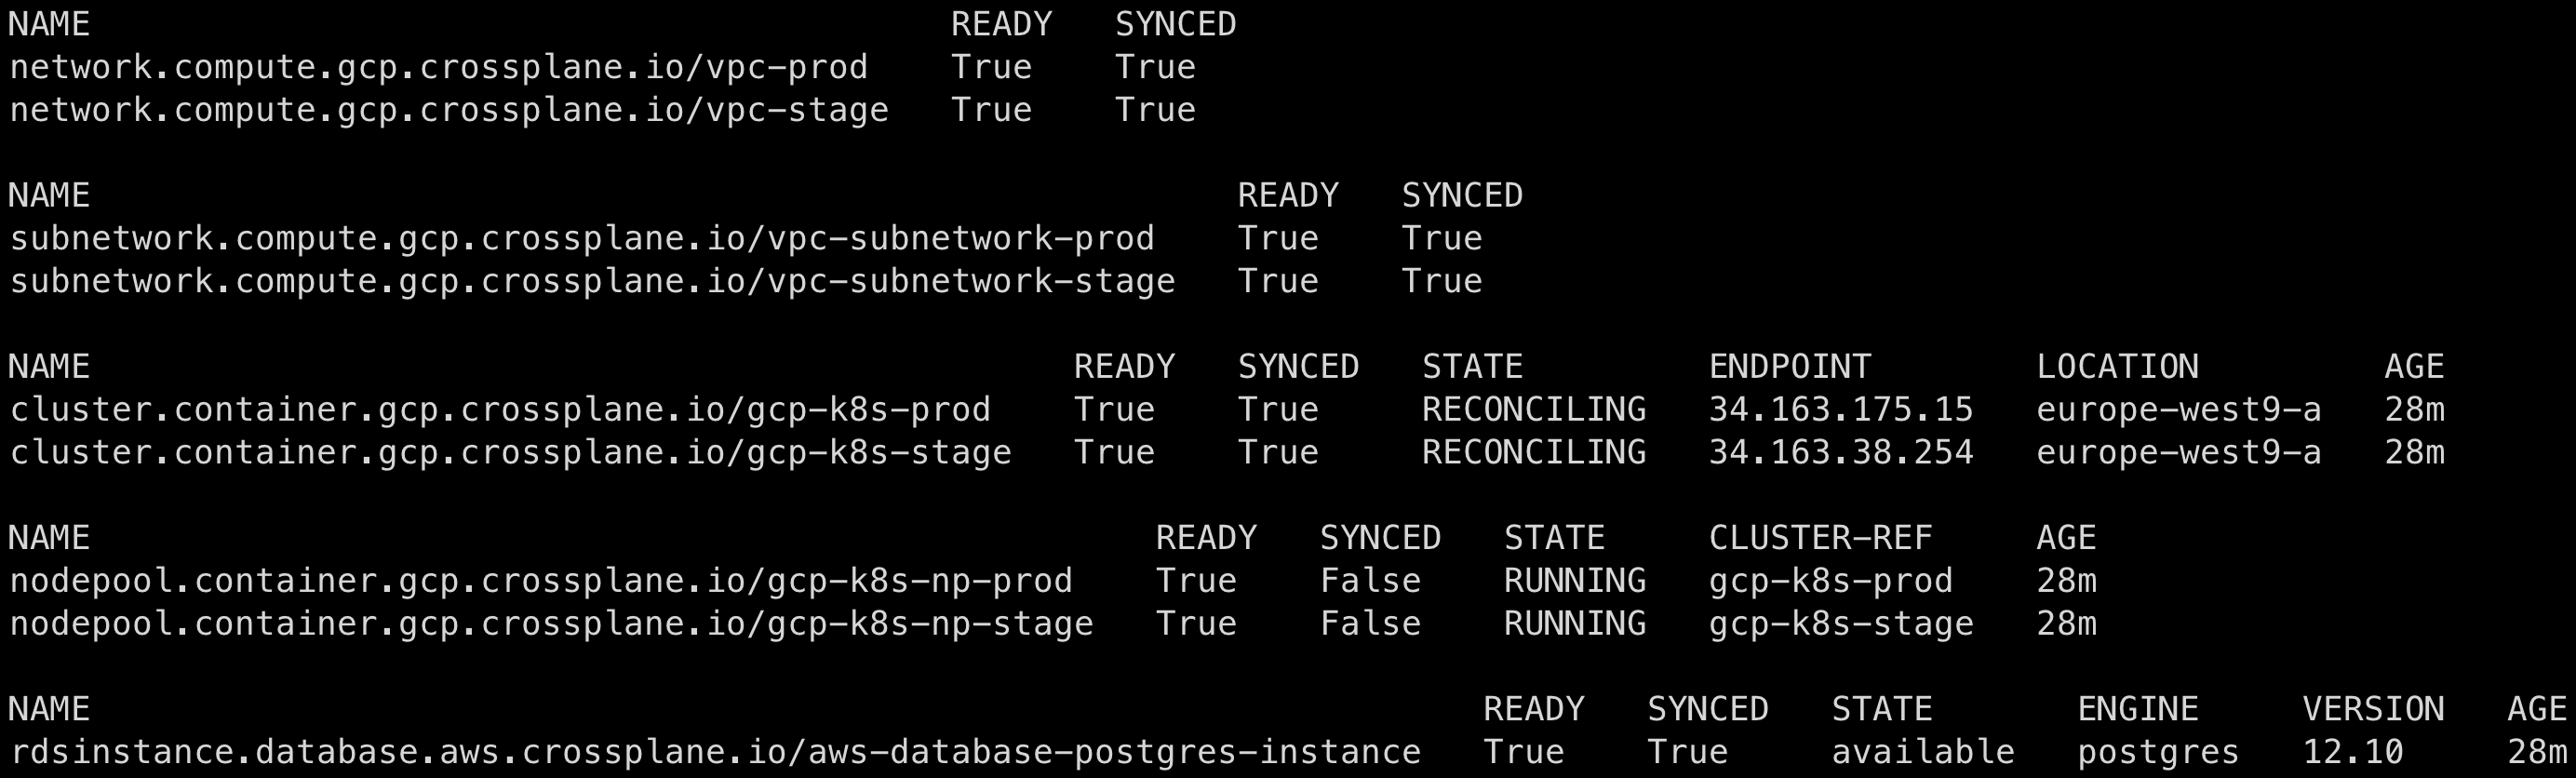 NAME READY SYNCED
network.compute.gcp.crossplane.io/vpc-prod True True
network.compute.gcp.crossplane.io/vpc-stage True True
NAME READY SYNCED
subnetwork.compute.gcp.crossplane.io/vpc-subnetwork-prod True True
subnetwork.compute.gcp.crossplane.io/vpc-subnetwork-stage True True
NAME READY SYNCED STATE ENDPOINT LOCATION AGE
cluster.container.gcp.crossplane.io/gcp-k8s-prod True True RECONCILING 34.163.175.15 europe-west9-a 28m
cluster.container.gcp.crossplane.io/gcp-k8s-stage True True RECONCILING 34.163.38.254 europe-west9-a 28m
NAME READY SYNCED STATE CLUSTER-REF AGE
nodepool.container.gcp.crossplane.io/gcp-k8s-np-prod True False RUNNING gcp-k8s-prod 28m
nodepool.container.gcp.crossplane.io/gcp-k8s-np-stage True False RUNNING gcp-k8s-stage 28m
NAME READY SYNCED STATE ENGINE VERSION AGE
rdsinstance.database.aws.crossplane.io/aws-database-postgres-instance True True available postgres 12.10 28m